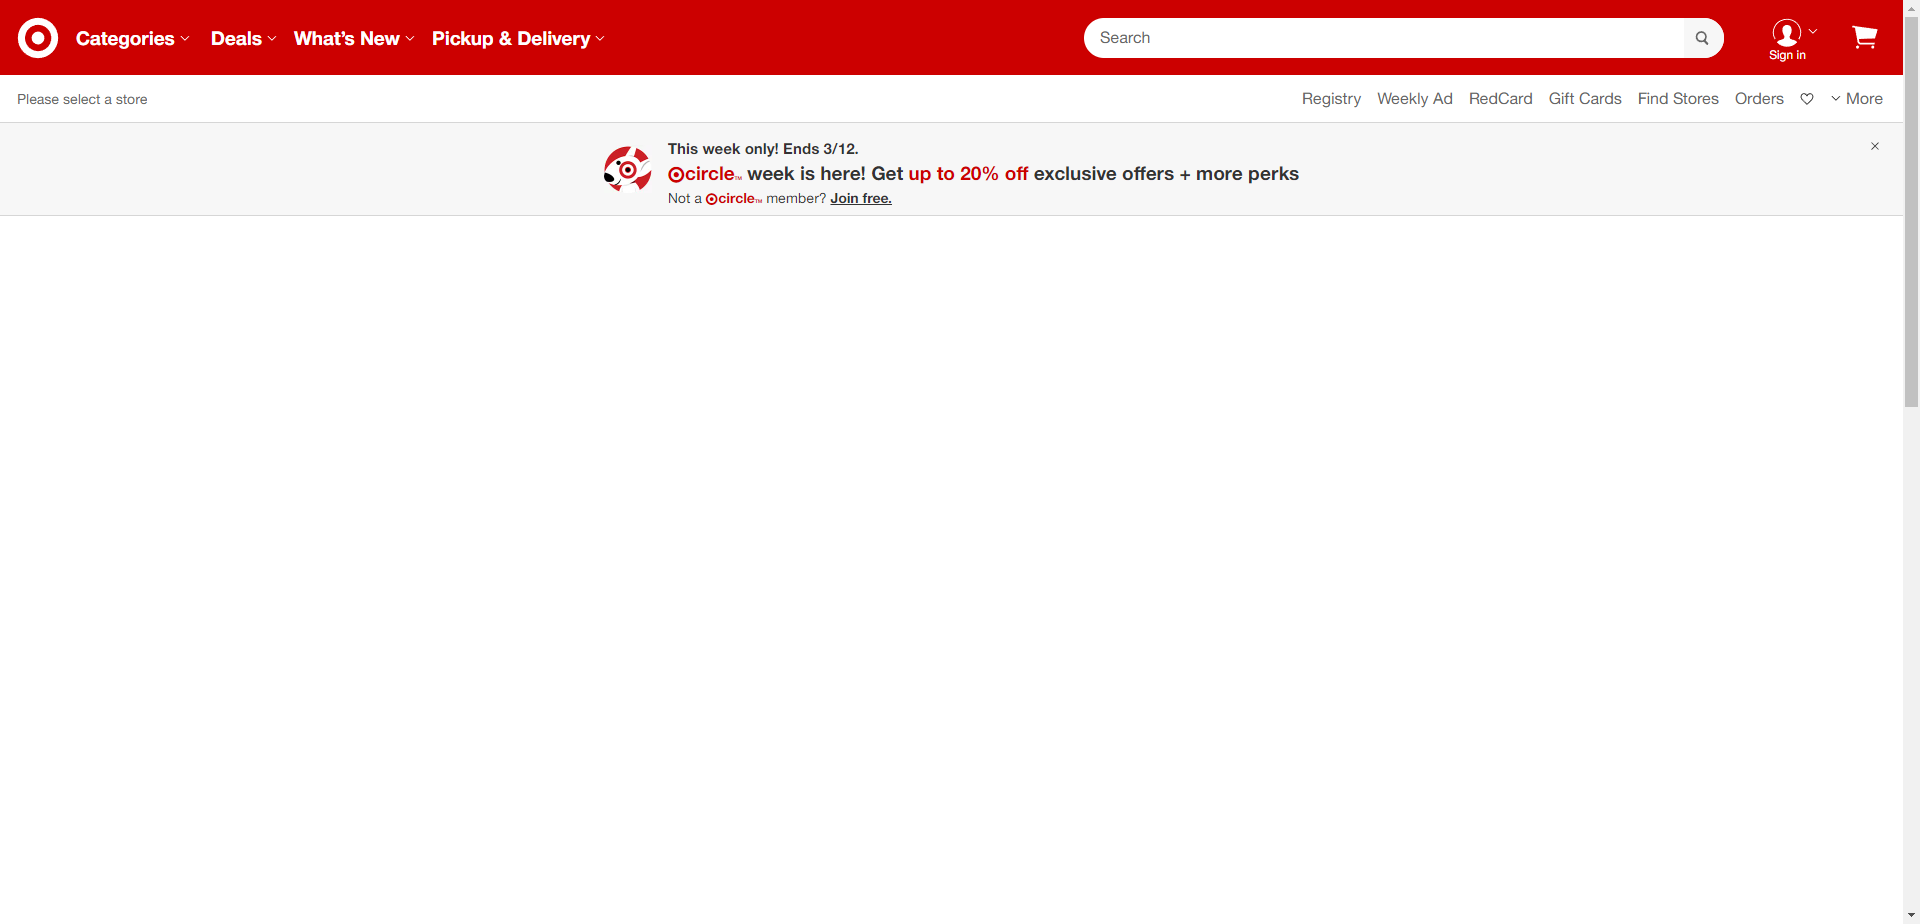 Categories Deals What's New Pickup & Delivery Search Sign in
Please select a store Registry Weekly Ad RedCard Gift Cards Find Stores Orders More
This week only! Ends 3/12.
circle™ week is here! Get up to 20% off exclusive offers + more perks
Not a circle™ member? Join free.